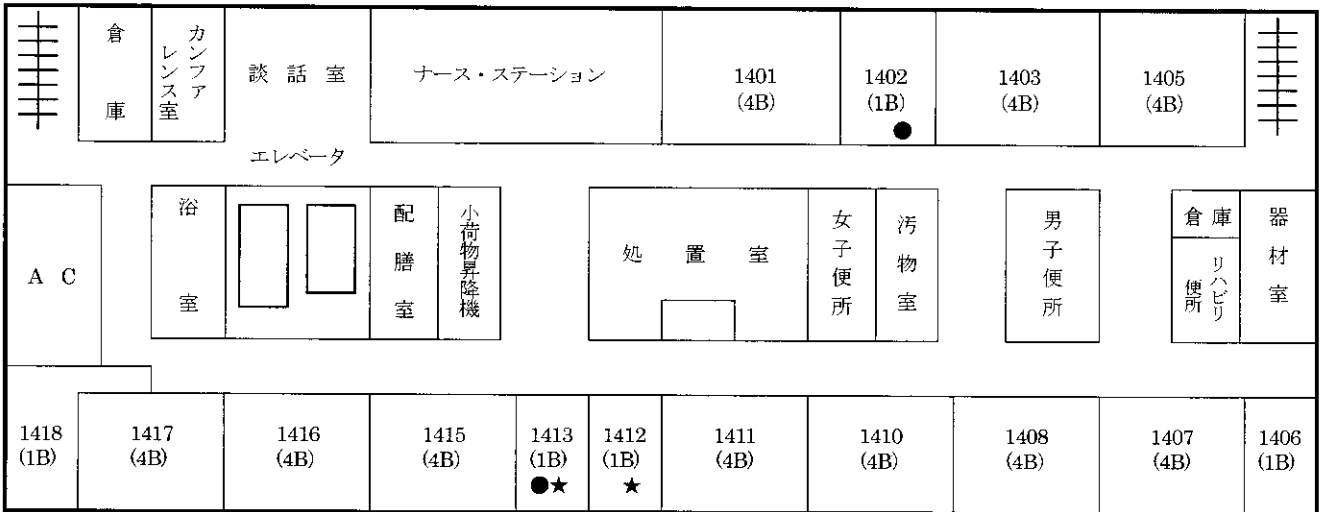 倉庫
カンファレンス室
談話室
ナース・ステーション
1401
(4B)
1402
(1B)
●
1403
(4B)
1405
(4B)
エレベータ
AC
浴室
配膳室
小荷物昇降機
処置室
女子便所
汚物室
男子便所
倉庫
リハビリ便所
器材室
1418
(1B)
1417
(4B)
1416
(4B)
1415
(4B)
1413
(1B)
●★
1412
(1B)
★
1411
(4B)
1410
(4B)
1408
(4B)
1407
(4B)
1406
(1B)